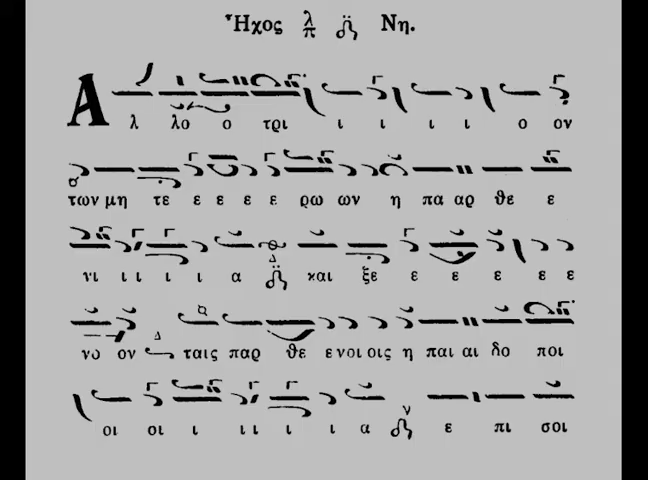 Ἦχος λ π Νη.
Α λ λο ο τρι ι ι ι ι ο ον
των μη τε ε ε ε ε ρω ων η πα αρ θε ε
νι ι ι ι ι α Δ και ξε ε ε ε ε ε
νο ον Δ ταις παρ θε ε νοι οις η παι αι δο ποι
οι οι ι ι ι ι ι α ν ε πι σοι